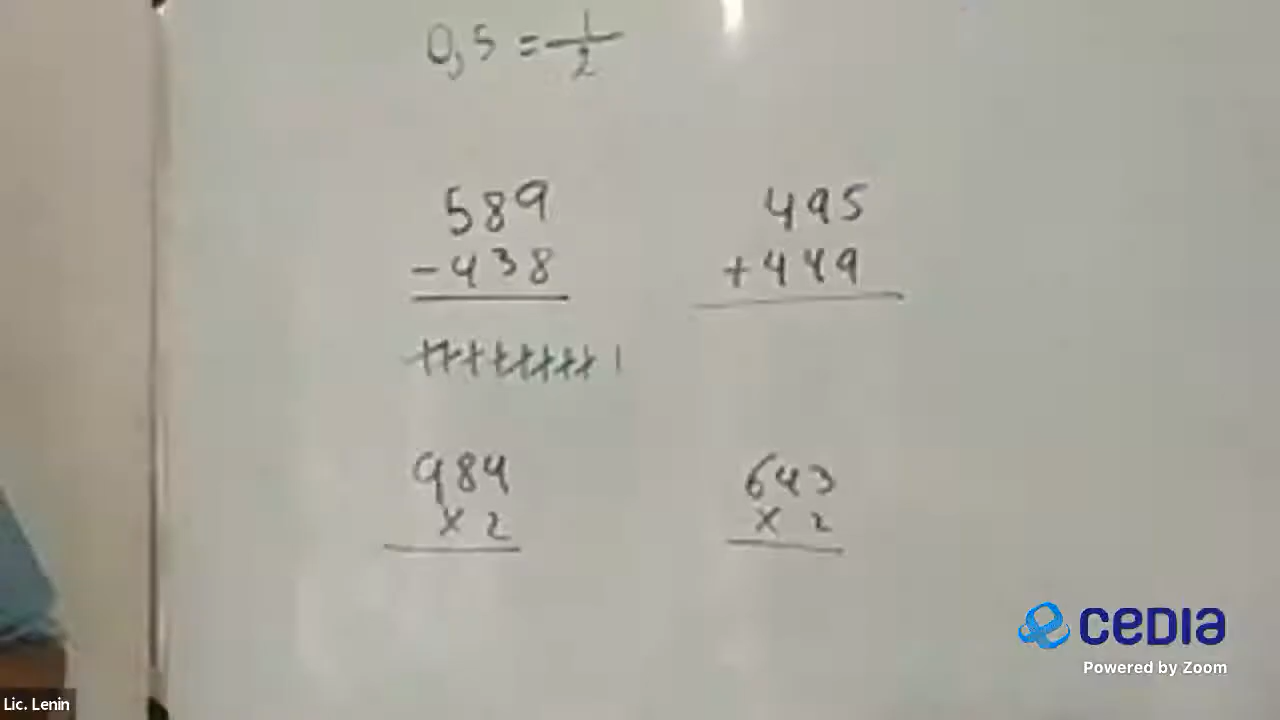 0,5 = 1/2
589
- 438
495
+ 449
984
x 2
643
x 2
cedia
Powered by Zoom
Lic. Lenin